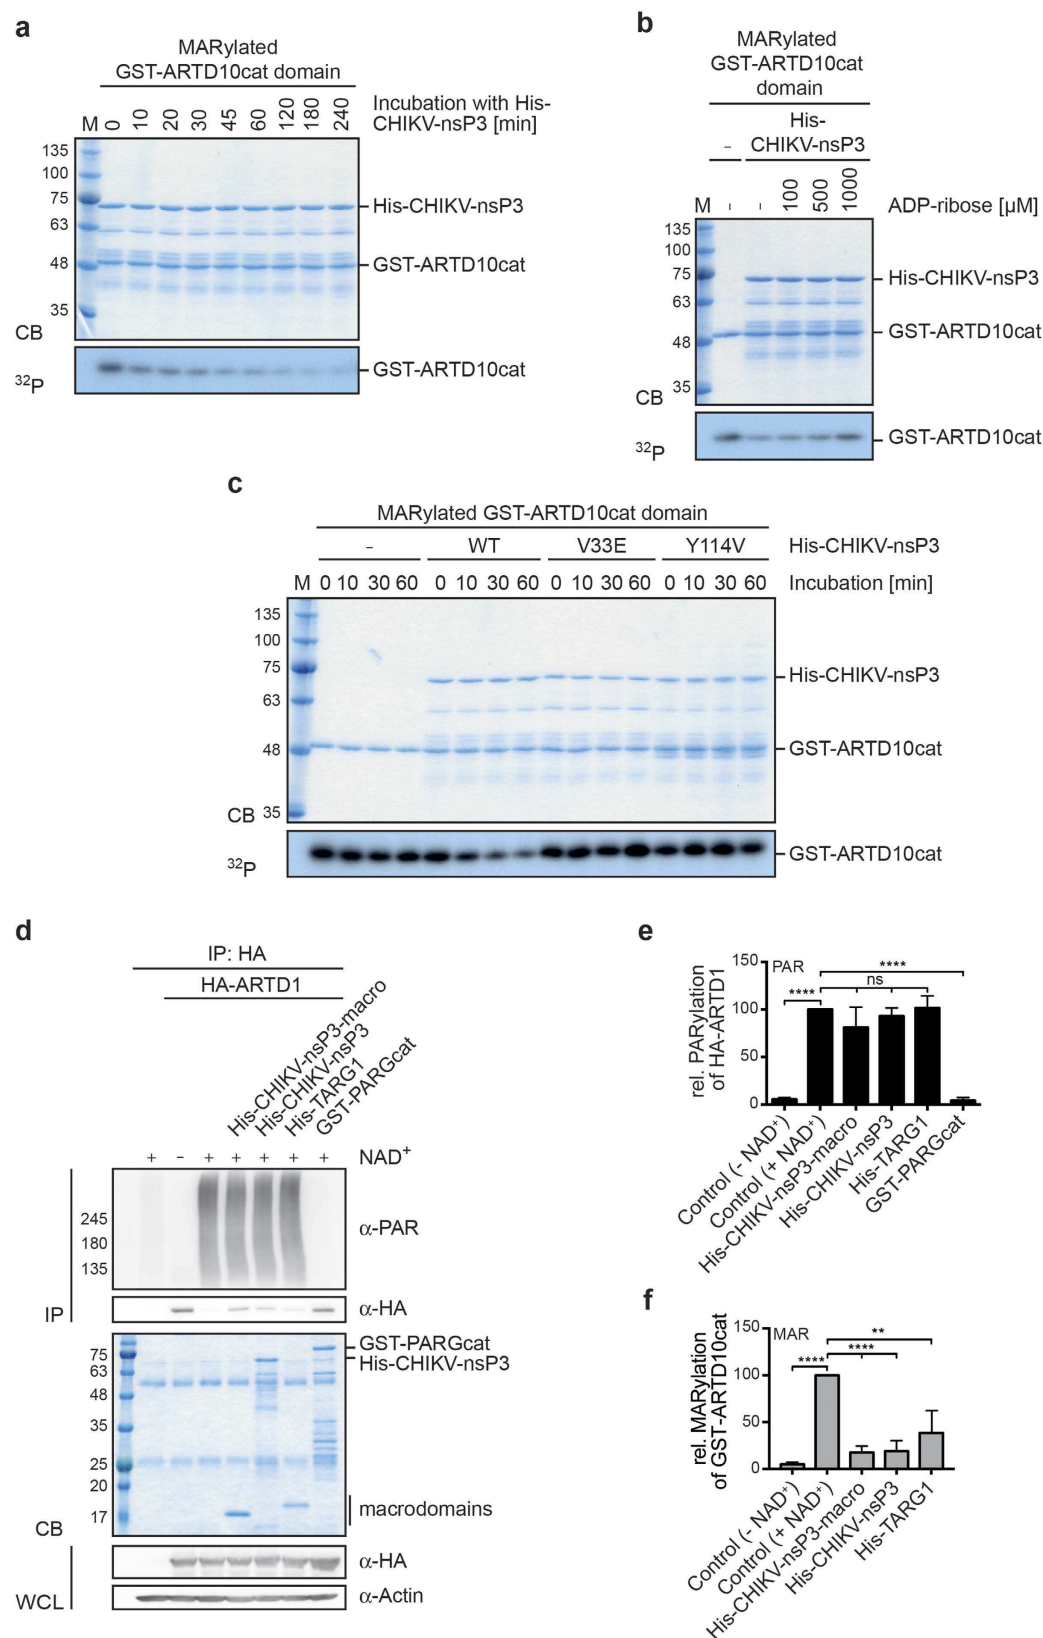 a
MARylated
GST-ARTD10cat domain
M 0 10 20 30 45 60 120 180 240
Incubation with His-
CHIKV-nsP3 [min]
135
100
75
63
48
35
His-CHIKV-nsP3
GST-ARTD10cat
CB
32P
GST-ARTD10cat
b
MARylated
GST-ARTD10cat
domain
His-
- CHIKV-nsP3
M - - 100 500 1000 ADP-ribose [µM]
135
100
75
63
48
35
His-CHIKV-nsP3
GST-ARTD10cat
CB
32P
GST-ARTD10cat
c
MARylated GST-ARTD10cat domain
- WT V33E Y114V His-CHIKV-nsP3
M 0 10 30 60 0 10 30 60 0 10 30 60 0 10 30 60 Incubation [min]
135
100
75
63
48
35
His-CHIKV-nsP3
GST-ARTD10cat
CB
32P
GST-ARTD10cat
d
IP: HA
HA-ARTD1
His-CHIKV-nsP3-macro
His-CHIKV-nsP3
His-TARG1
GST-PARGcat
+ - + + + + + NAD+
245
180
135
α-PAR
IP
α-HA
75
63
48
35
25
20
17
GST-PARGcat
His-CHIKV-nsP3
macrodomains
CB
α-HA
WCL
α-Actin
e
rel. PARylation
of HA-ARTD1
150
100
50
0
PAR
****
ns
****
Control (- NAD+)
Control (+ NAD+)
His-CHIKV-nsP3-macro
His-CHIKV-nsP3
His-TARG1
GST-PARGcat
f
rel. MARylation
of GST-ARTD10cat
150
100
50
0
MAR
**
****
****
Control (- NAD+)
Control (+ NAD+)
His-CHIKV-nsP3-macro
His-CHIKV-nsP3
His-TARG1